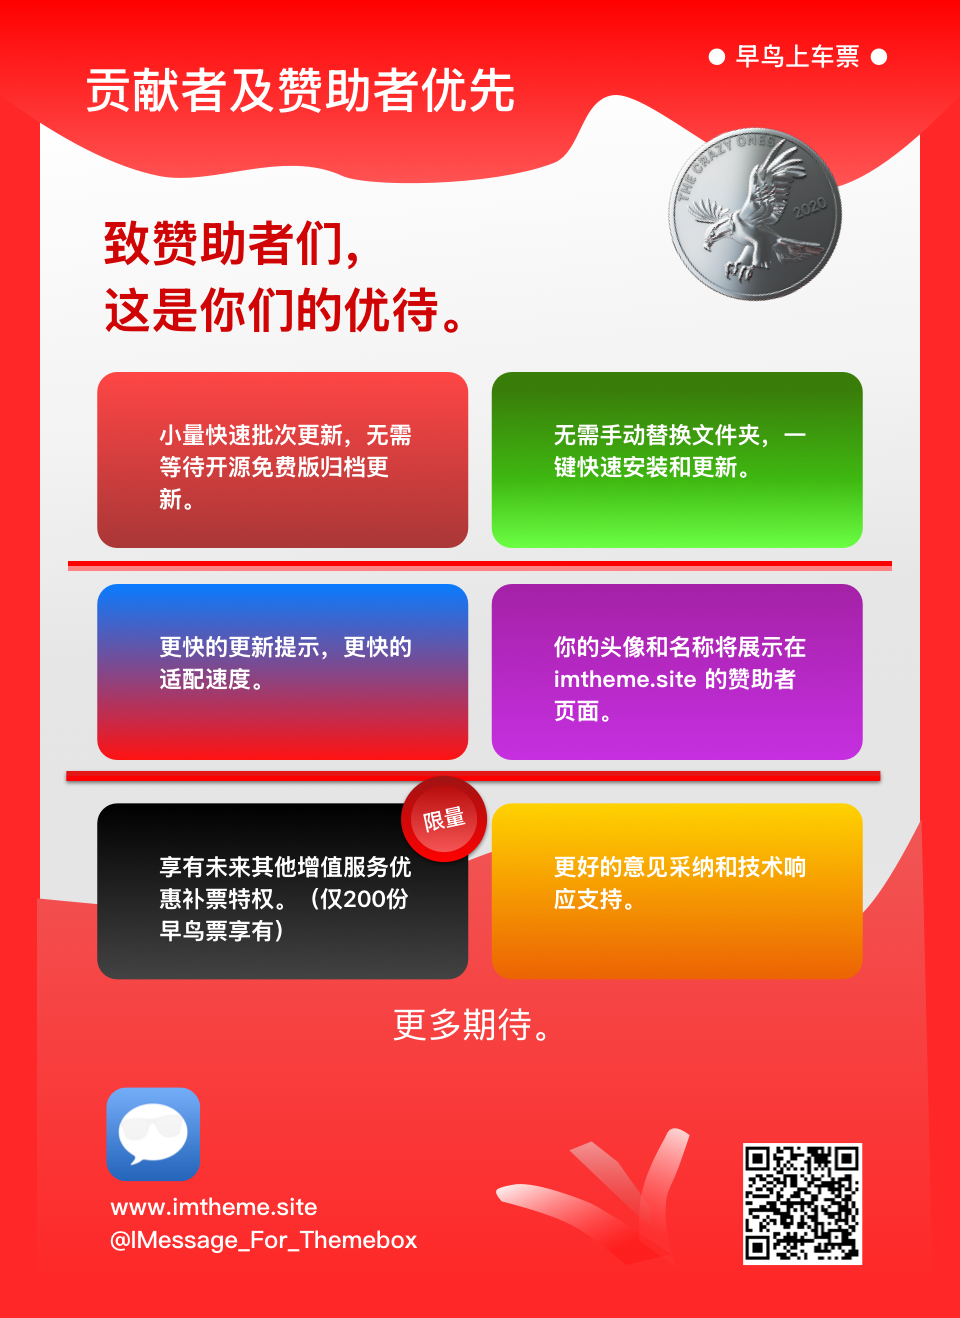 ● 早鸟上车票 ●
贡献者及赞助者优先
THE CRAZY ONES
2020
致赞助者们，
这是你们的优待。
小量快速批次更新，无需
等待开源免费版归档更
新。
无需手动替换文件夹，一
键快速安装和更新。
更快的更新提示，更快的
适配速度。
你的头像和名称将展示在
imtheme.site 的赞助者
页面。
限量
享有未来其他增值服务优
惠补票特权。（仅200份
早鸟票享有）
更好的意见采纳和技术响
应支持。
更多期待。
www.imtheme.site
@IMessage_For_Themebox